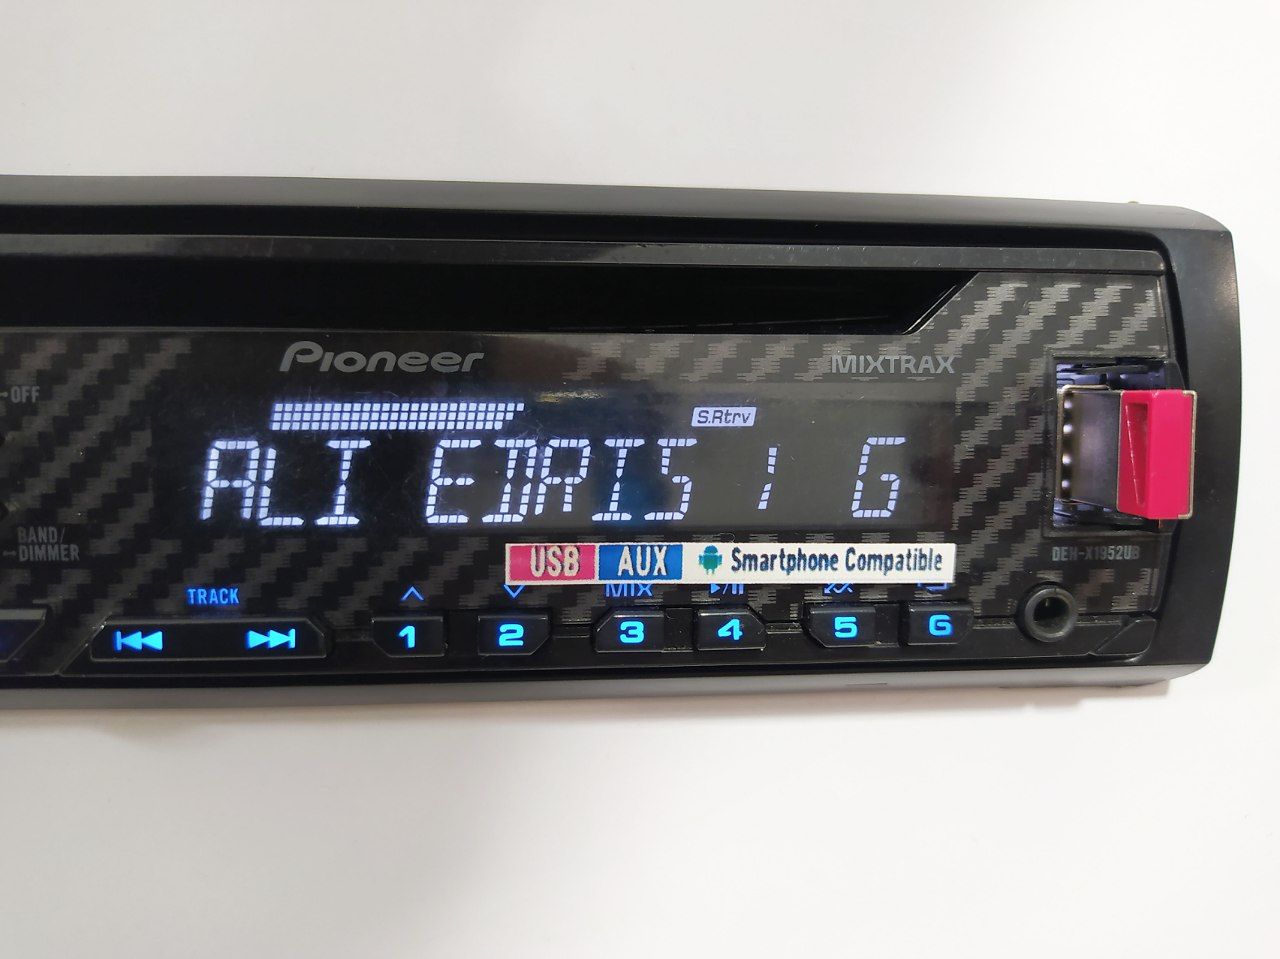 Pioneer
MIXTRAX
OFF
S.Rtrv
ALI EDRIS / G
BAND/
DIMMER
DEH-X1952UB
USB AUX Smartphone Compatible
TRACK
MIX
1 2 3 4 5 6